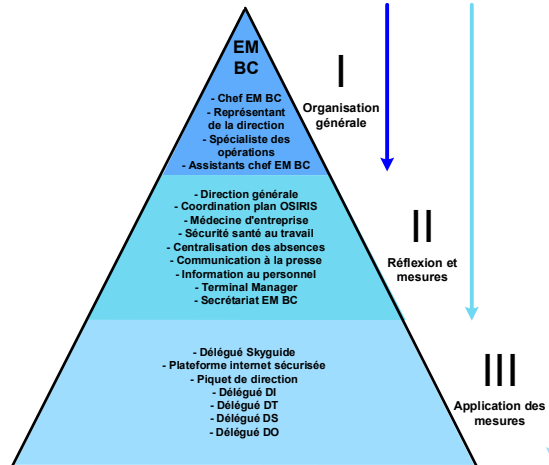 EM
BC
- Chef EM BC
- Représentant
de la direction
- Spécialiste des
opérations
- Assistants chef EM BC
I
Organisation
générale
- Direction générale
- Coordination plan OSIRIS
- Médecine d'entreprise
- Sécurité santé au travail
- Centralisation des absences
- Communication à la presse
- Information au personnel
- Terminal Manager
- Secrétariat EM BC
II
Réflexion et
mesures
- Délégué Skyguide
- Plateforme internet sécurisée
- Piquet de direction
- Délégué DI
- Délégué DT
- Délégué DS
- Délégué DO
III
Application des
mesures